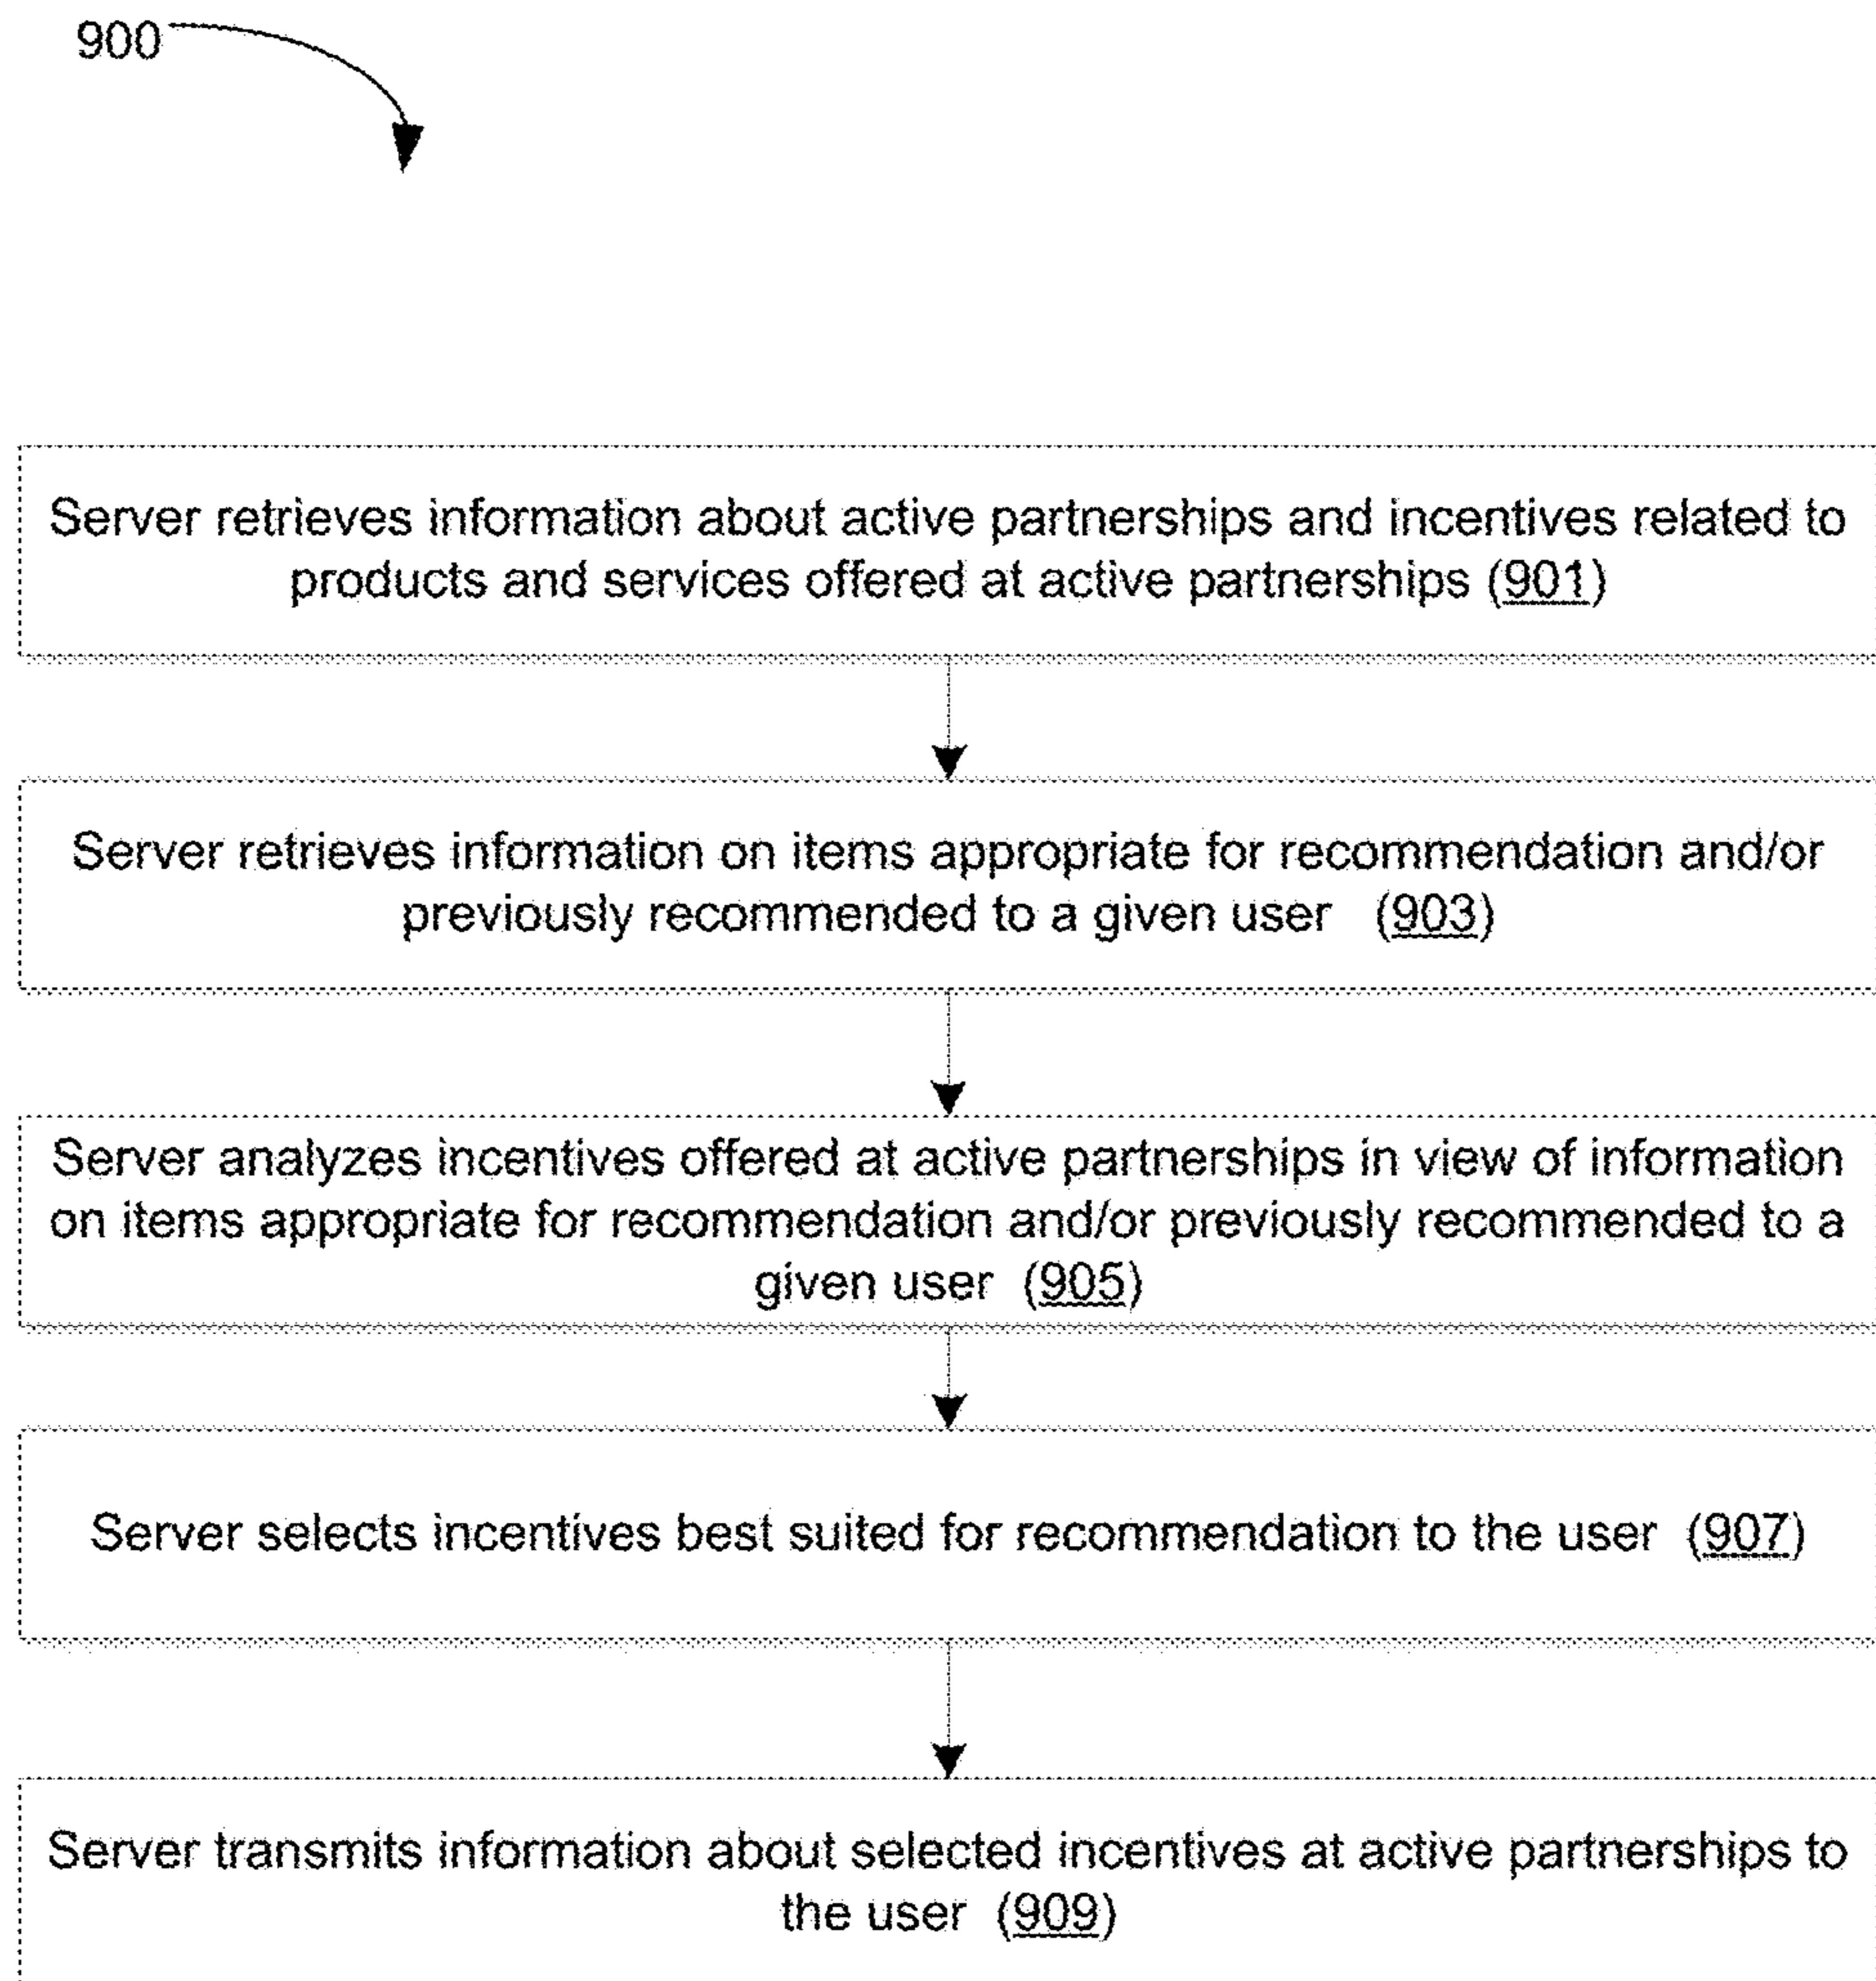 900
Server retrieves information about active partnerships and incentives related to
products and services offered at active partnerships (901)
Server retrieves information on items appropriate for recommendation and/or
previously recommended to a given user (903)
Server analyzes incentives offered at active partnerships in view of information
on items appropriate for recommendation and/or previously recommended to a
given user (905)
Server selects incentives best suited for recommendation to the user (907)
Server transmits information about selected incentives at active partnerships to
the user (909)